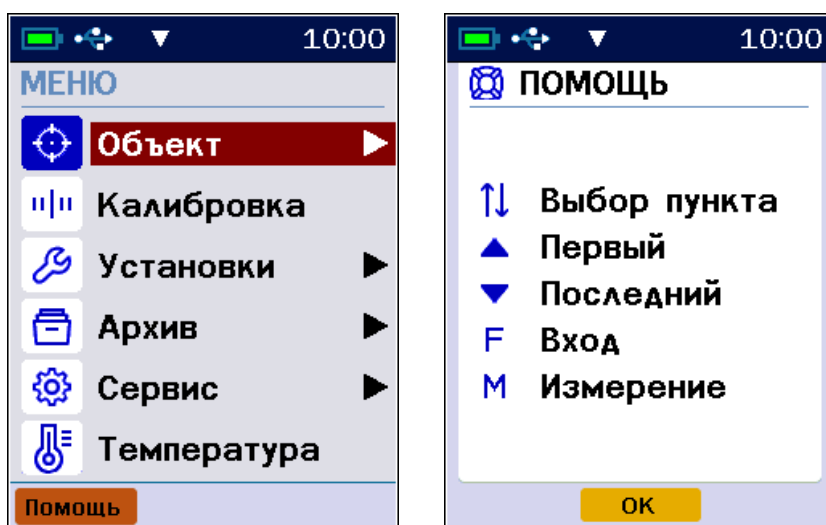 10:00
МЕНЮ
Объект
Калибровка
Установки
Архив
Сервис
Температура
Помощь
10:00
ПОМОЩЬ
Выбор пункта
Первый
Последний
F Вход
M Измерение
ОК